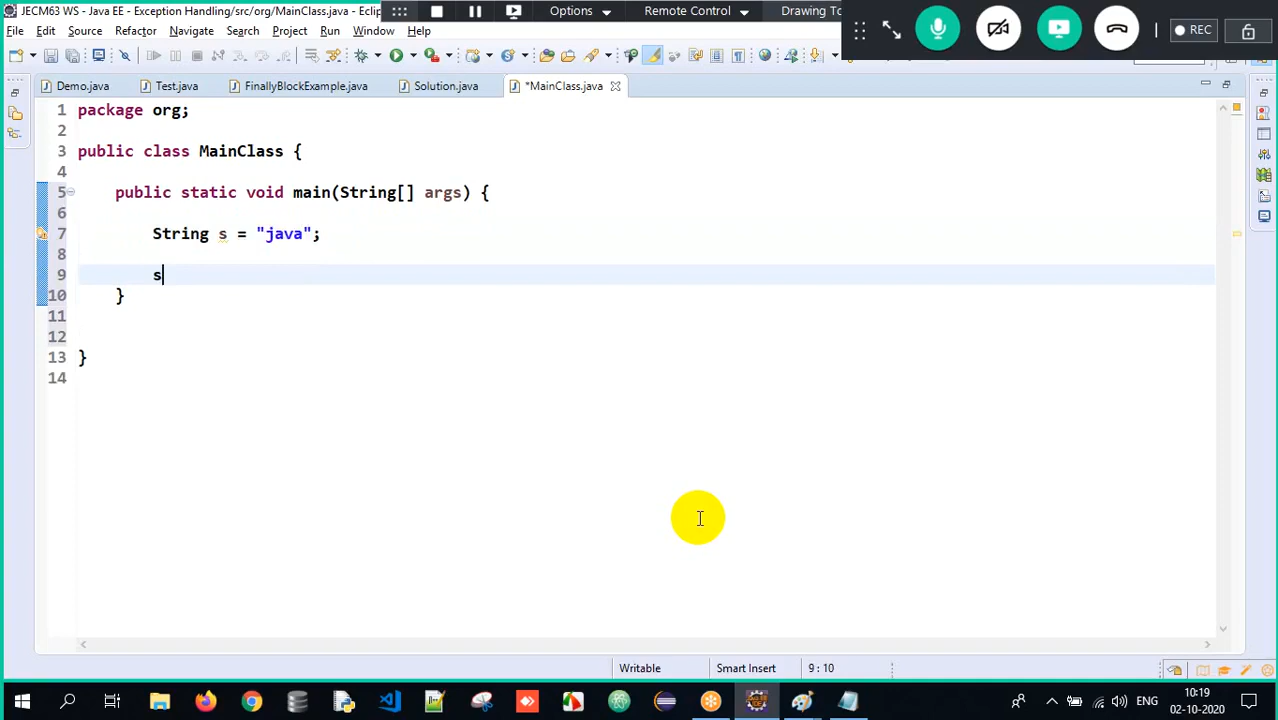 JECM63 WS - Java EE - Exception Handling/src/org/MainClass.java - Eclip
Options
Remote Control
Drawing To
REC
File Edit Source Refactor Navigate Search Project Run Window Help
Demo.java
Test.java
FinallyBlockExample.java
Solution.java
*MainClass.java
1 package org;
2
3 public class MainClass {
4
5 public static void main(String[] args) {
6
7 String s = "java";
8
9 s
10 }
11
12
13 }
14
Writable
Smart Insert
9 : 10
ENG
10:19
02-10-2020